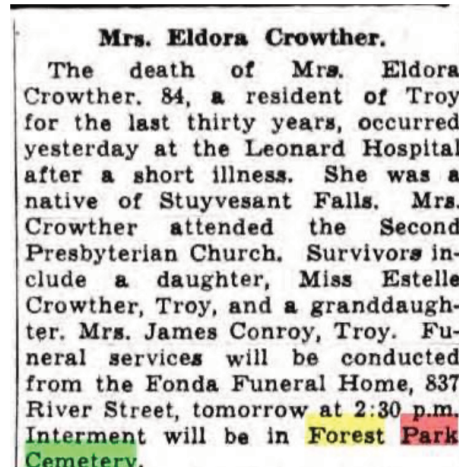 Mrs. Eldora Crowther.
The death of Mrs. Eldora
Crowther. 84, a resident of Troy
for the last thirty years, occurred
yesterday at the Leonard Hospital
after a short illness. She was a
native of Stuyvesant Falls. Mrs.
Crowther attended the Second
Presbyterian Church. Survivors in-
clude a daughter, Miss Estelle
Crowther, Troy, and a granddaugh-
ter. Mrs. James Conroy, Troy. Fu-
neral services will be conducted
from the Fonda Funeral Home, 837
River Street, tomorrow at 2:30 p.m.
Interment will be in Forest Park
Cemetery.